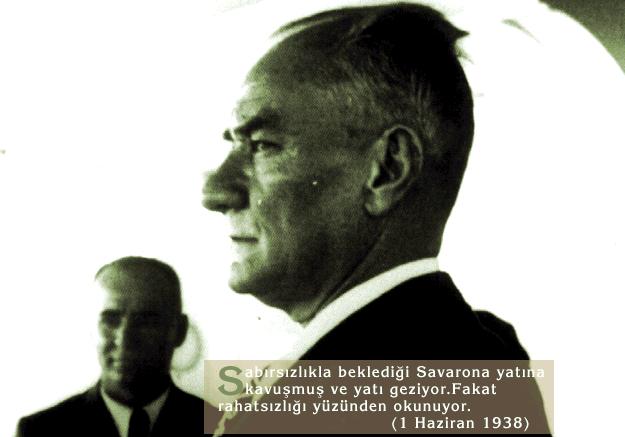 Sabırsızlıkla beklediği Savarona yatına
kavuşmuş ve yatı geziyor.Fakat
rahatsızlığı yüzünden okunuyor.
(1 Haziran 1938)